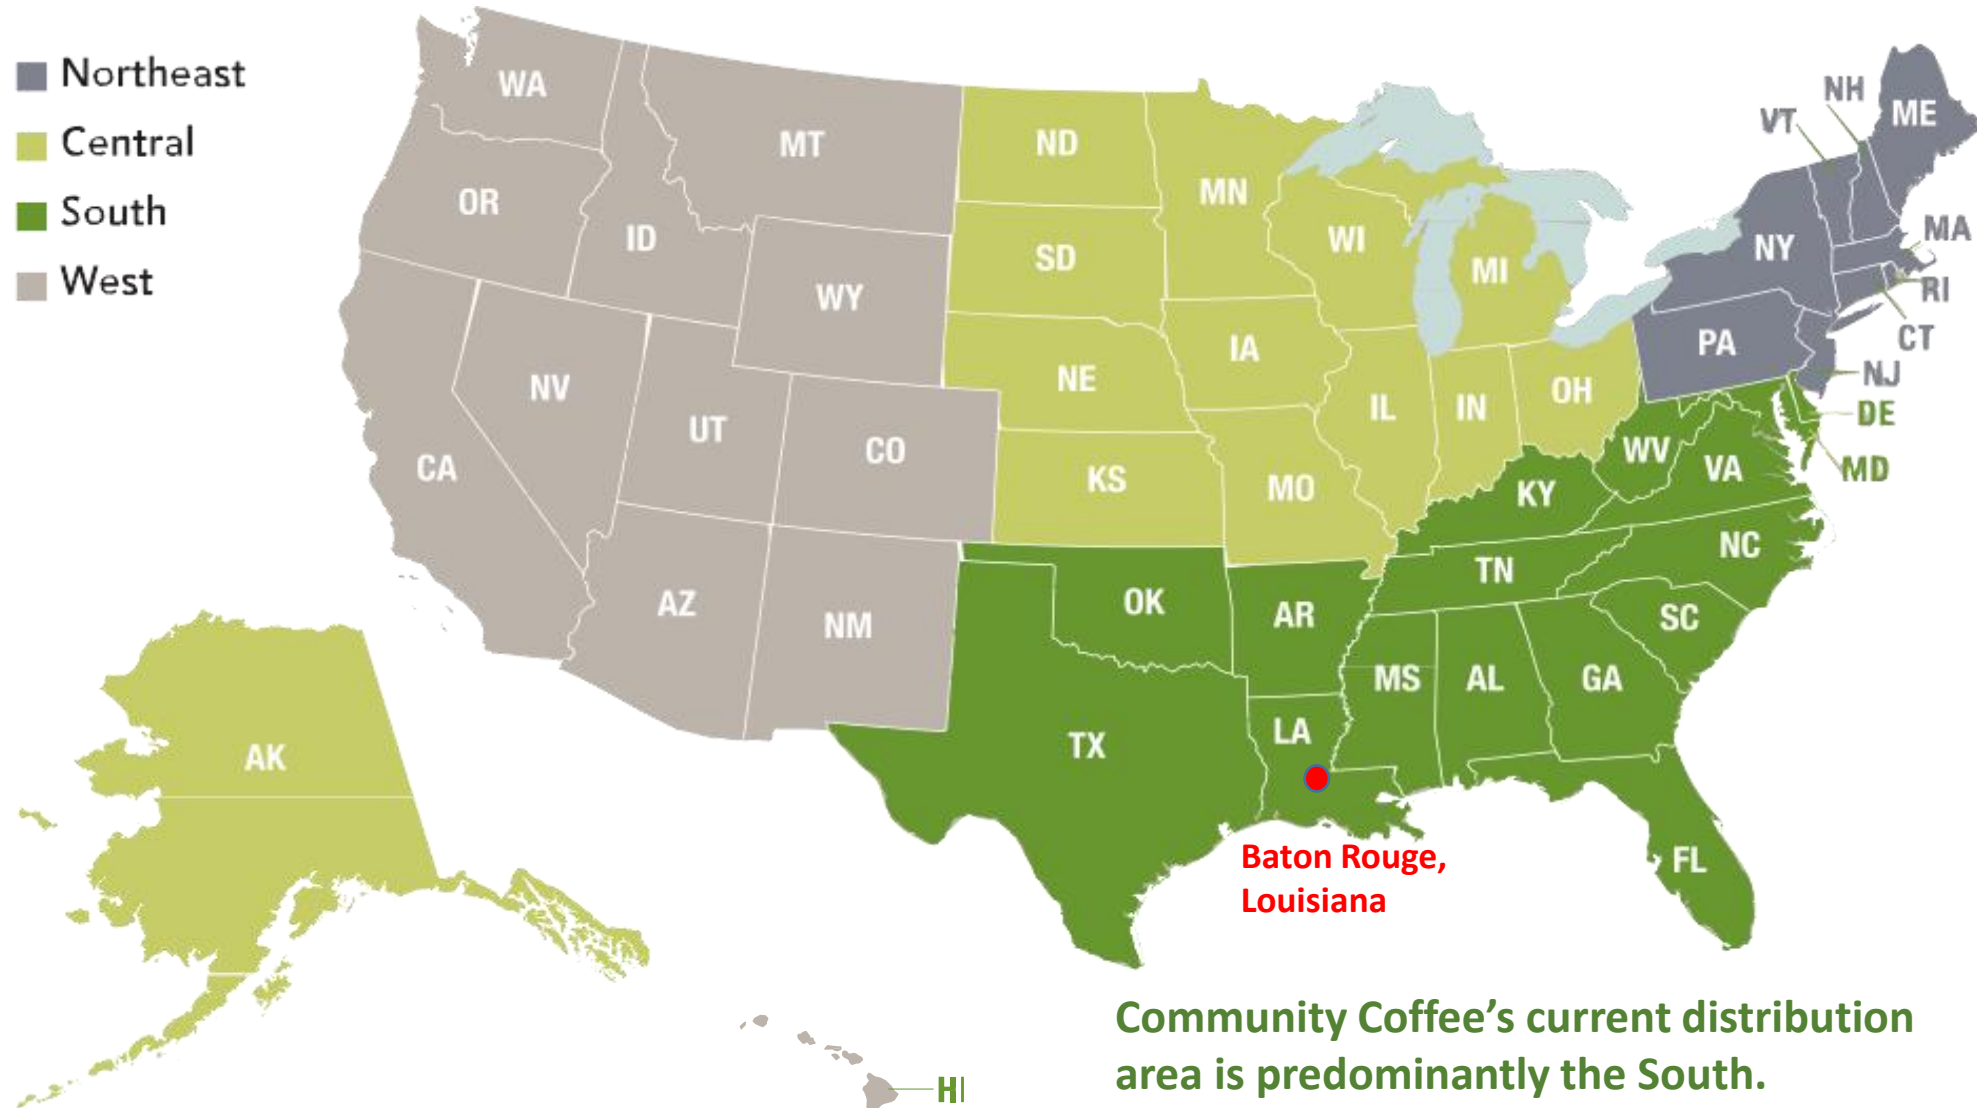 Northeast
Central
South
West
WA
MT
ND
MN
OR
ID
SD
WI
MI
WY
NH
VT
ME
NY
MA
RI
CT
PA
NJ
DE
MD
NV
UT
CO
NE
IA
IL
IN
OH
CA
KS
MO
WV
VA
KY
NC
TN
AZ
NM
OK
AR
SC
MS
AL
GA
TX
LA
AK
FL
Baton Rouge,
Louisiana
HI
Community Coffee’s current distribution
area is predominantly the South.